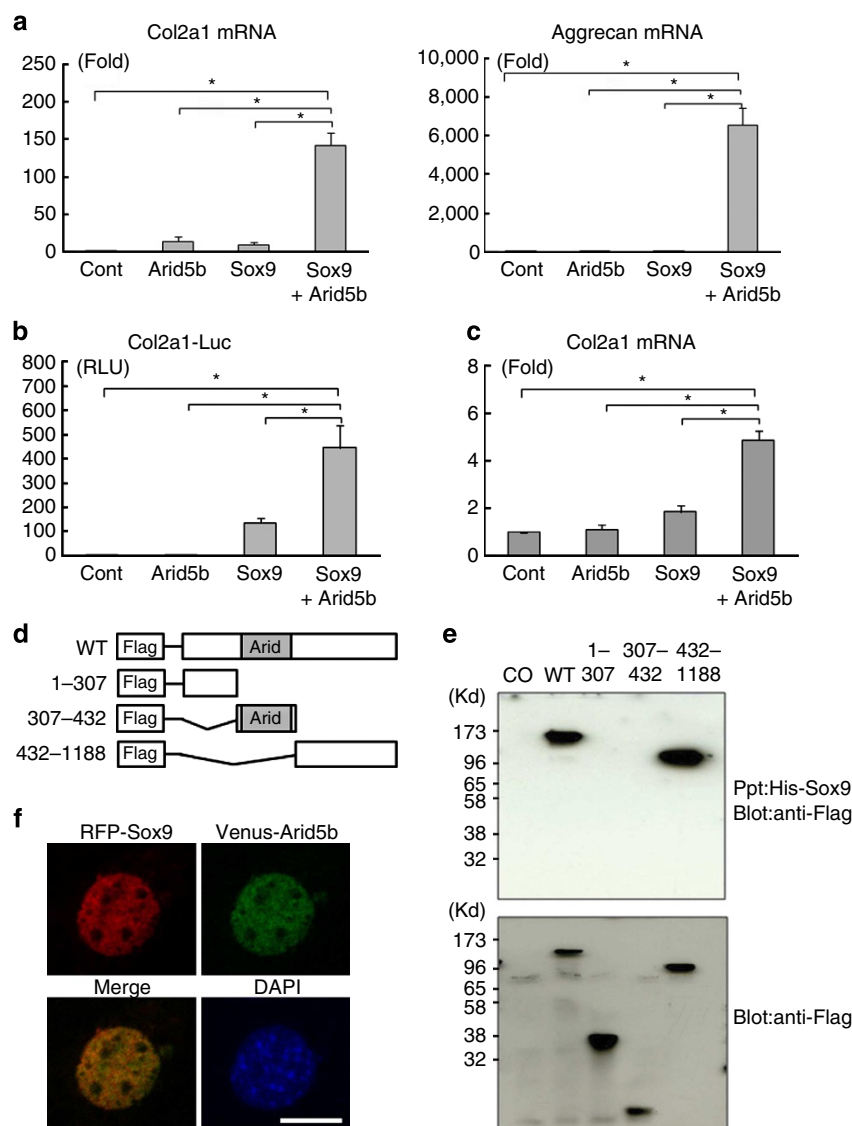 a
Col2a1 mRNA
(Fold)
250
200
150
100
50
0
*
*
*
Cont Arid5b Sox9 Sox9
+ Arid5b
Aggrecan mRNA
(Fold)
10,000
8,000
6,000
4,000
2,000
0
*
*
*
Cont Arid5b Sox9 Sox9
+ Arid5b
b
Col2a1-Luc
(RLU)
800
700
600
500
400
300
200
100
0
*
*
*
Cont Arid5b Sox9 Sox9
+ Arid5b
c
Col2a1 mRNA
(Fold)
8
6
4
2
0
*
*
*
Cont Arid5b Sox9 Sox9
+ Arid5b
d
WT Flag Arid
1–307 Flag
307–432 Flag Arid
432–1188 Flag
e
1– 307– 432–
CO WT 307 432 1188
(Kd)
173
96
65
58
38
32
Ppt:His-Sox9
Blot:anti-Flag
(Kd)
173
96
65
58
38
32
Blot:anti-Flag
f
RFP-Sox9 Venus-Arid5b
Merge DAPI